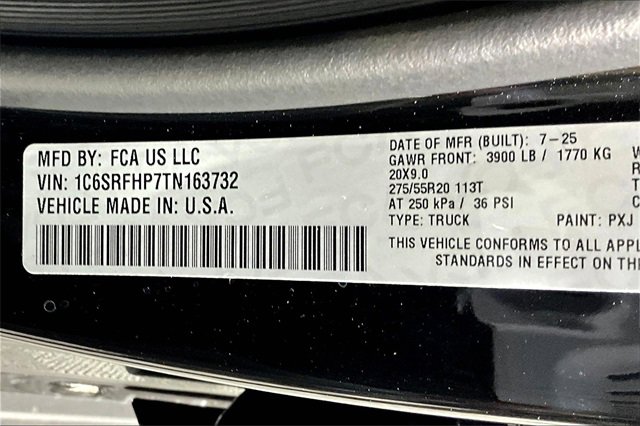 MFD BY: FCA US LLC
VIN: 1C6SRFHP7TN163732
VEHICLE MADE IN: U.S.A.
DATE OF MFR (BUILT): 7-25
GAWR FRONT: 3900 LB / 1770 KG
20X9.0
275/55R20 113T
AT 250 kPa / 36 PSI
TYPE: TRUCK PAINT: PXJ
THIS VEHICLE CONFORMS TO ALL APPL
STANDARDS IN EFFECT ON THE